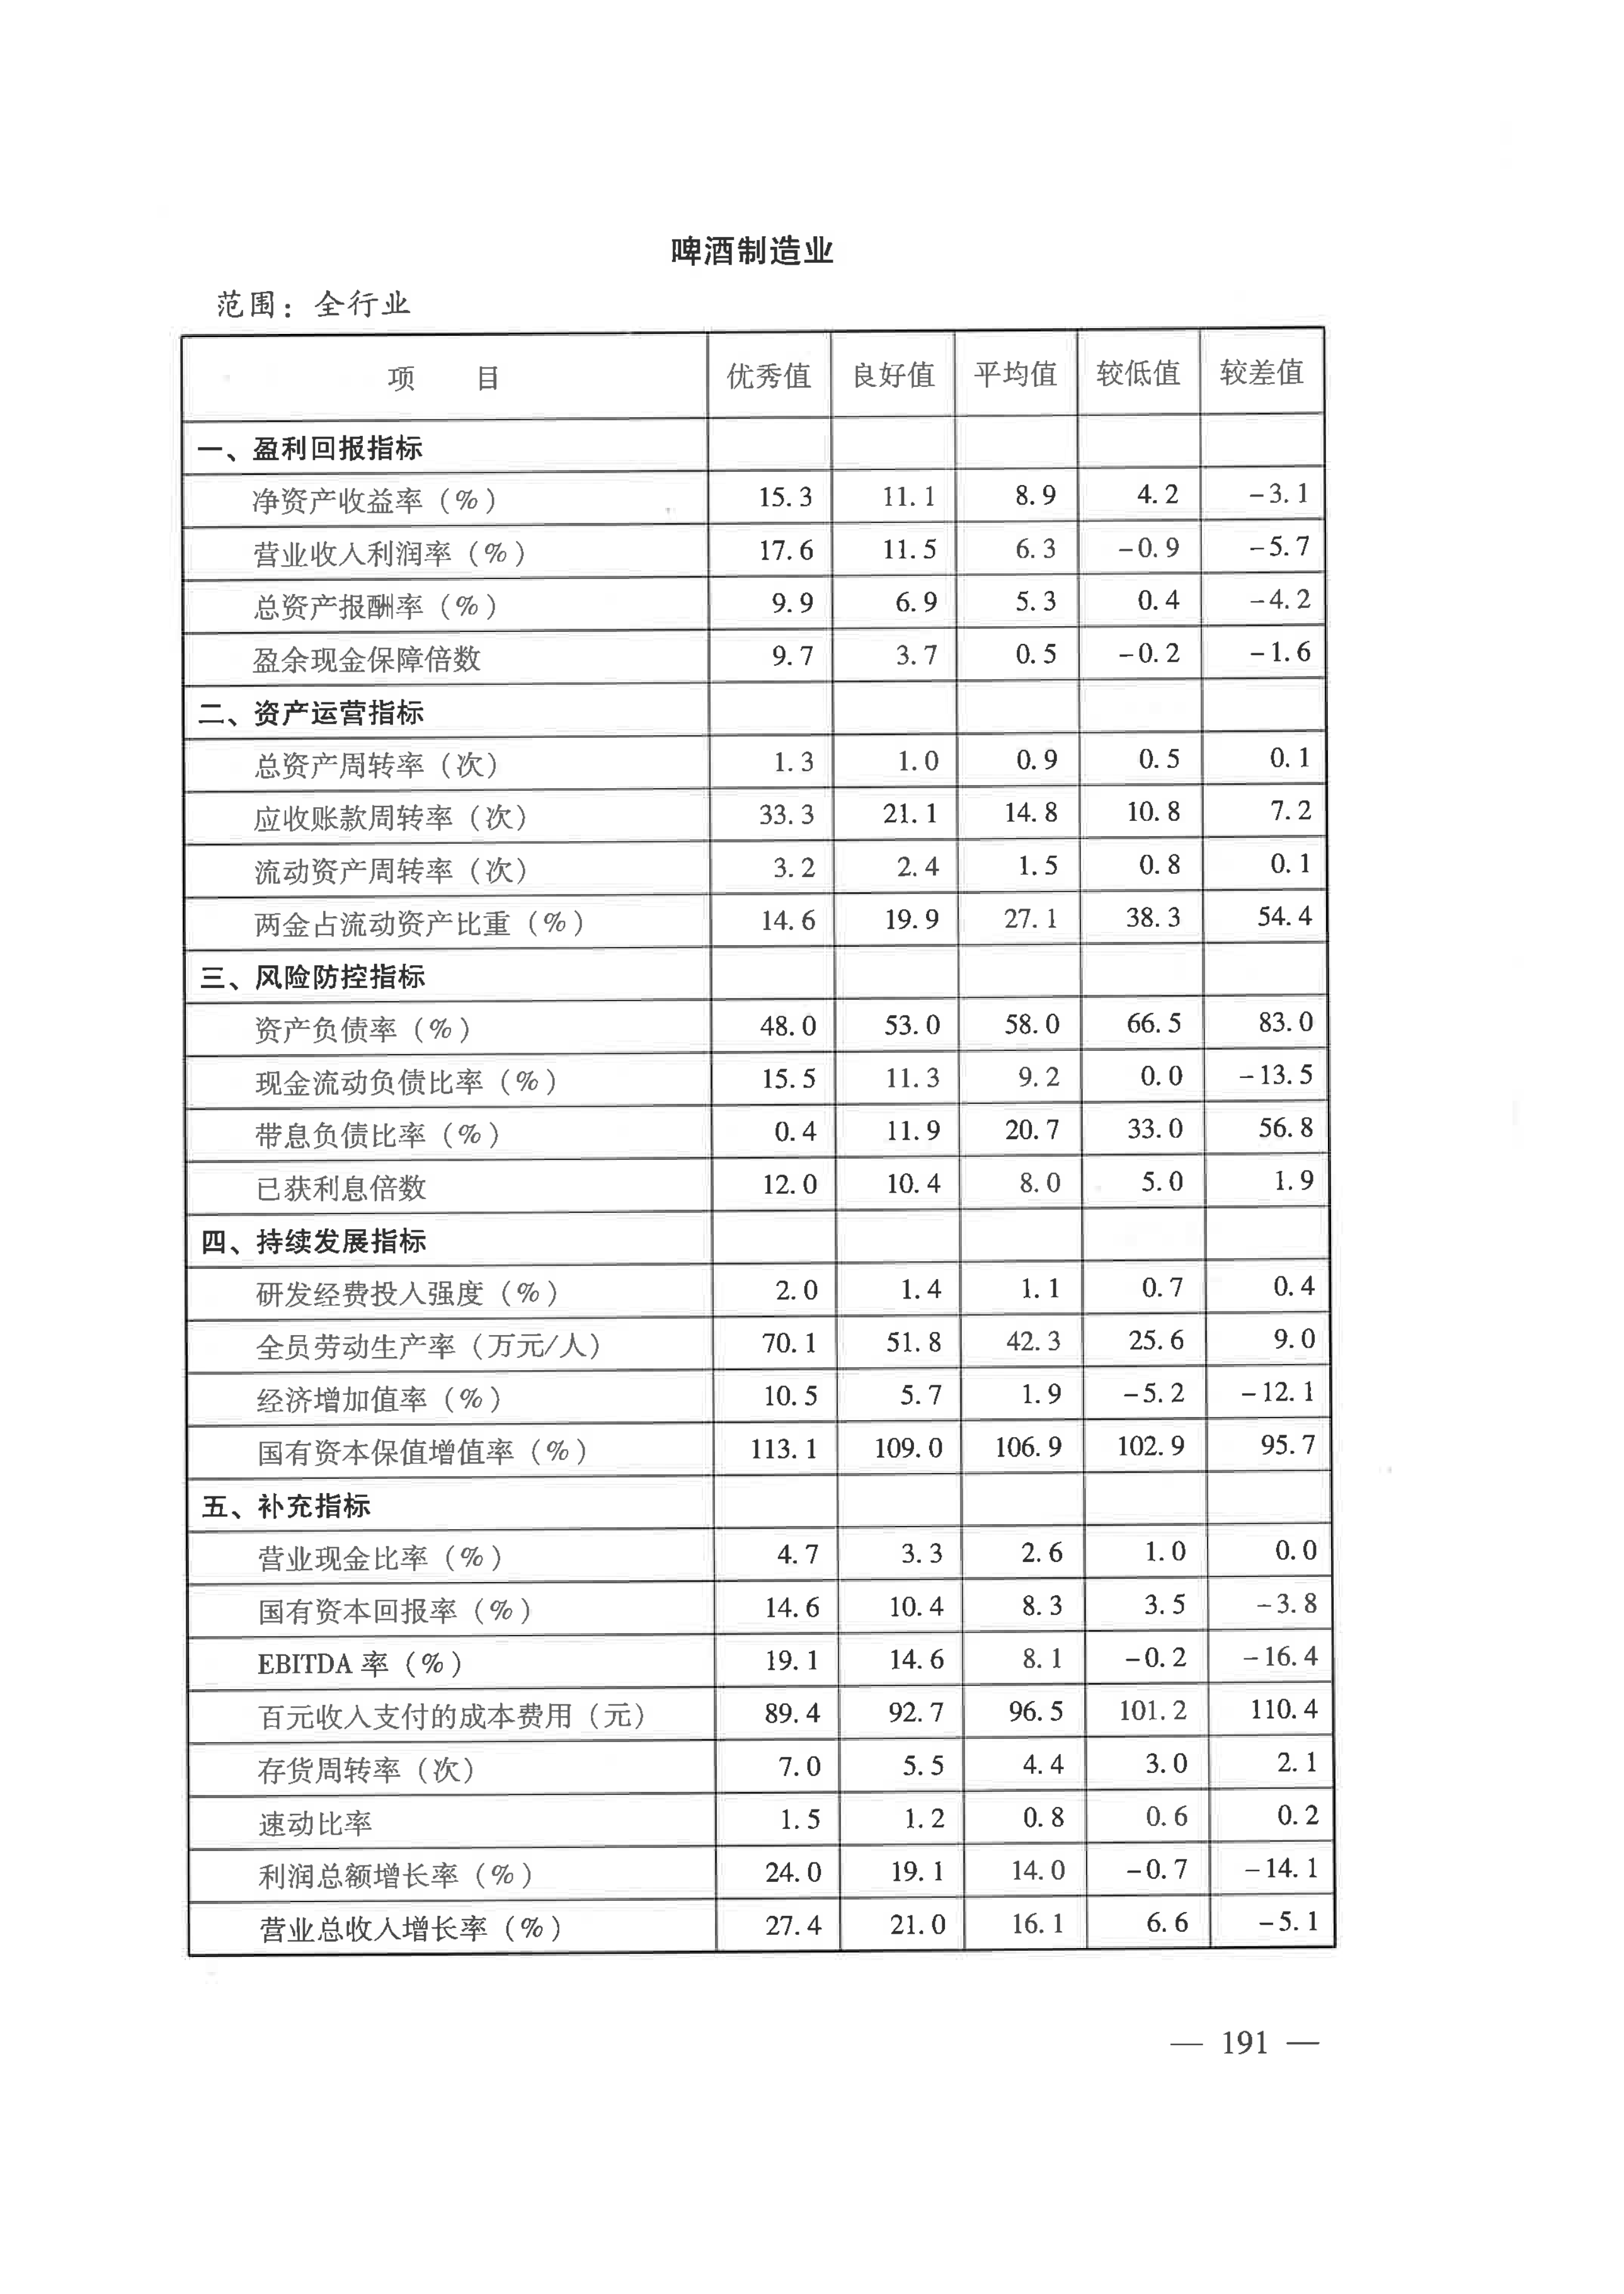 啤酒制造业
范围：全行业
项 目 优秀值 良好值 平均值 较低值 较差值
一、盈利回报指标
净资产收益率（%） 15.3 11.1 8.9 4.2 -3.1
营业收入利润率（%） 17.6 11.5 6.3 -0.9 -5.7
总资产报酬率（%） 9.9 6.9 5.3 0.4 -4.2
盈余现金保障倍数 9.7 3.7 0.5 -0.2 -1.6
二、资产运营指标
总资产周转率（次） 1.3 1.0 0.9 0.5 0.1
应收账款周转率（次） 33.3 21.1 14.8 10.8 7.2
流动资产周转率（次） 3.2 2.4 1.5 0.8 0.1
两金占流动资产比重（%） 14.6 19.9 27.1 38.3 54.4
三、风险防控指标
资产负债率（%） 48.0 53.0 58.0 66.5 83.0
现金流动负债比率（%） 15.5 11.3 9.2 0.0 -13.5
带息负债比率（%） 0.4 11.9 20.7 33.0 56.8
已获利息倍数 12.0 10.4 8.0 5.0 1.9
四、持续发展指标
研发经费投入强度（%） 2.0 1.4 1.1 0.7 0.4
全员劳动生产率（万元/人） 70.1 51.8 42.3 25.6 9.0
经济增加值率（%） 10.5 5.7 1.9 -5.2 -12.1
国有资本保值增值率（%） 113.1 109.0 106.9 102.9 95.7
五、补充指标
营业现金比率（%） 4.7 3.3 2.6 1.0 0.0
国有资本回报率（%） 14.6 10.4 8.3 3.5 -3.8
EBITDA 率（%） 19.1 14.6 8.1 -0.2 -16.4
百元收入支付的成本费用（元） 89.4 92.7 96.5 101.2 110.4
存货周转率（次） 7.0 5.5 4.4 3.0 2.1
速动比率 1.5 1.2 0.8 0.6 0.2
利润总额增长率（%） 24.0 19.1 14.0 -0.7 -14.1
营业总收入增长率（%） 27.4 21.0 16.1 6.6 -5.1
— 191 —